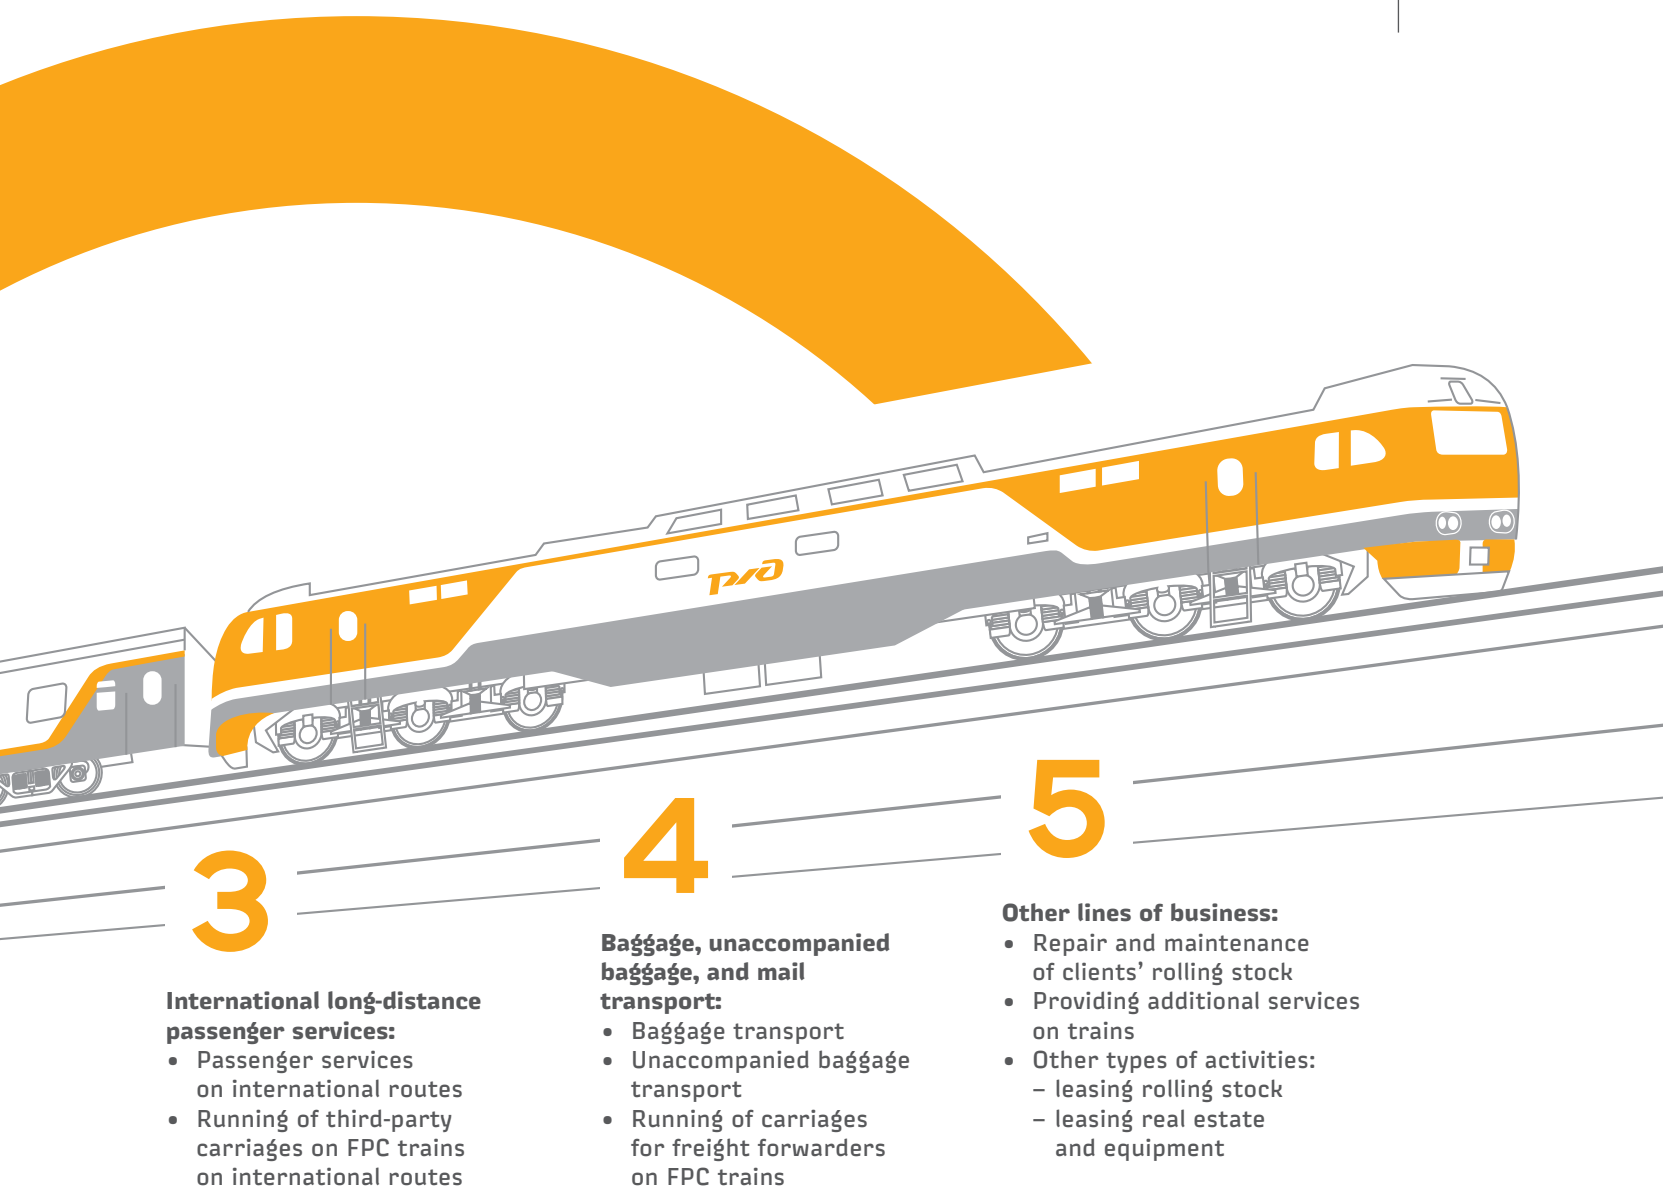 ржд
3
International long-distance
passenger services:
• Passenger services
on international routes
• Running of third-party
carriages on FPC trains
on international routes
4
Baggage, unaccompanied
baggage, and mail
transport:
• Baggage transport
• Unaccompanied baggage
transport
• Running of carriages
for freight forwarders
on FPC trains
5
Other lines of business:
• Repair and maintenance
of clients’ rolling stock
• Providing additional services
on trains
• Other types of activities:
– leasing rolling stock
– leasing real estate
and equipment